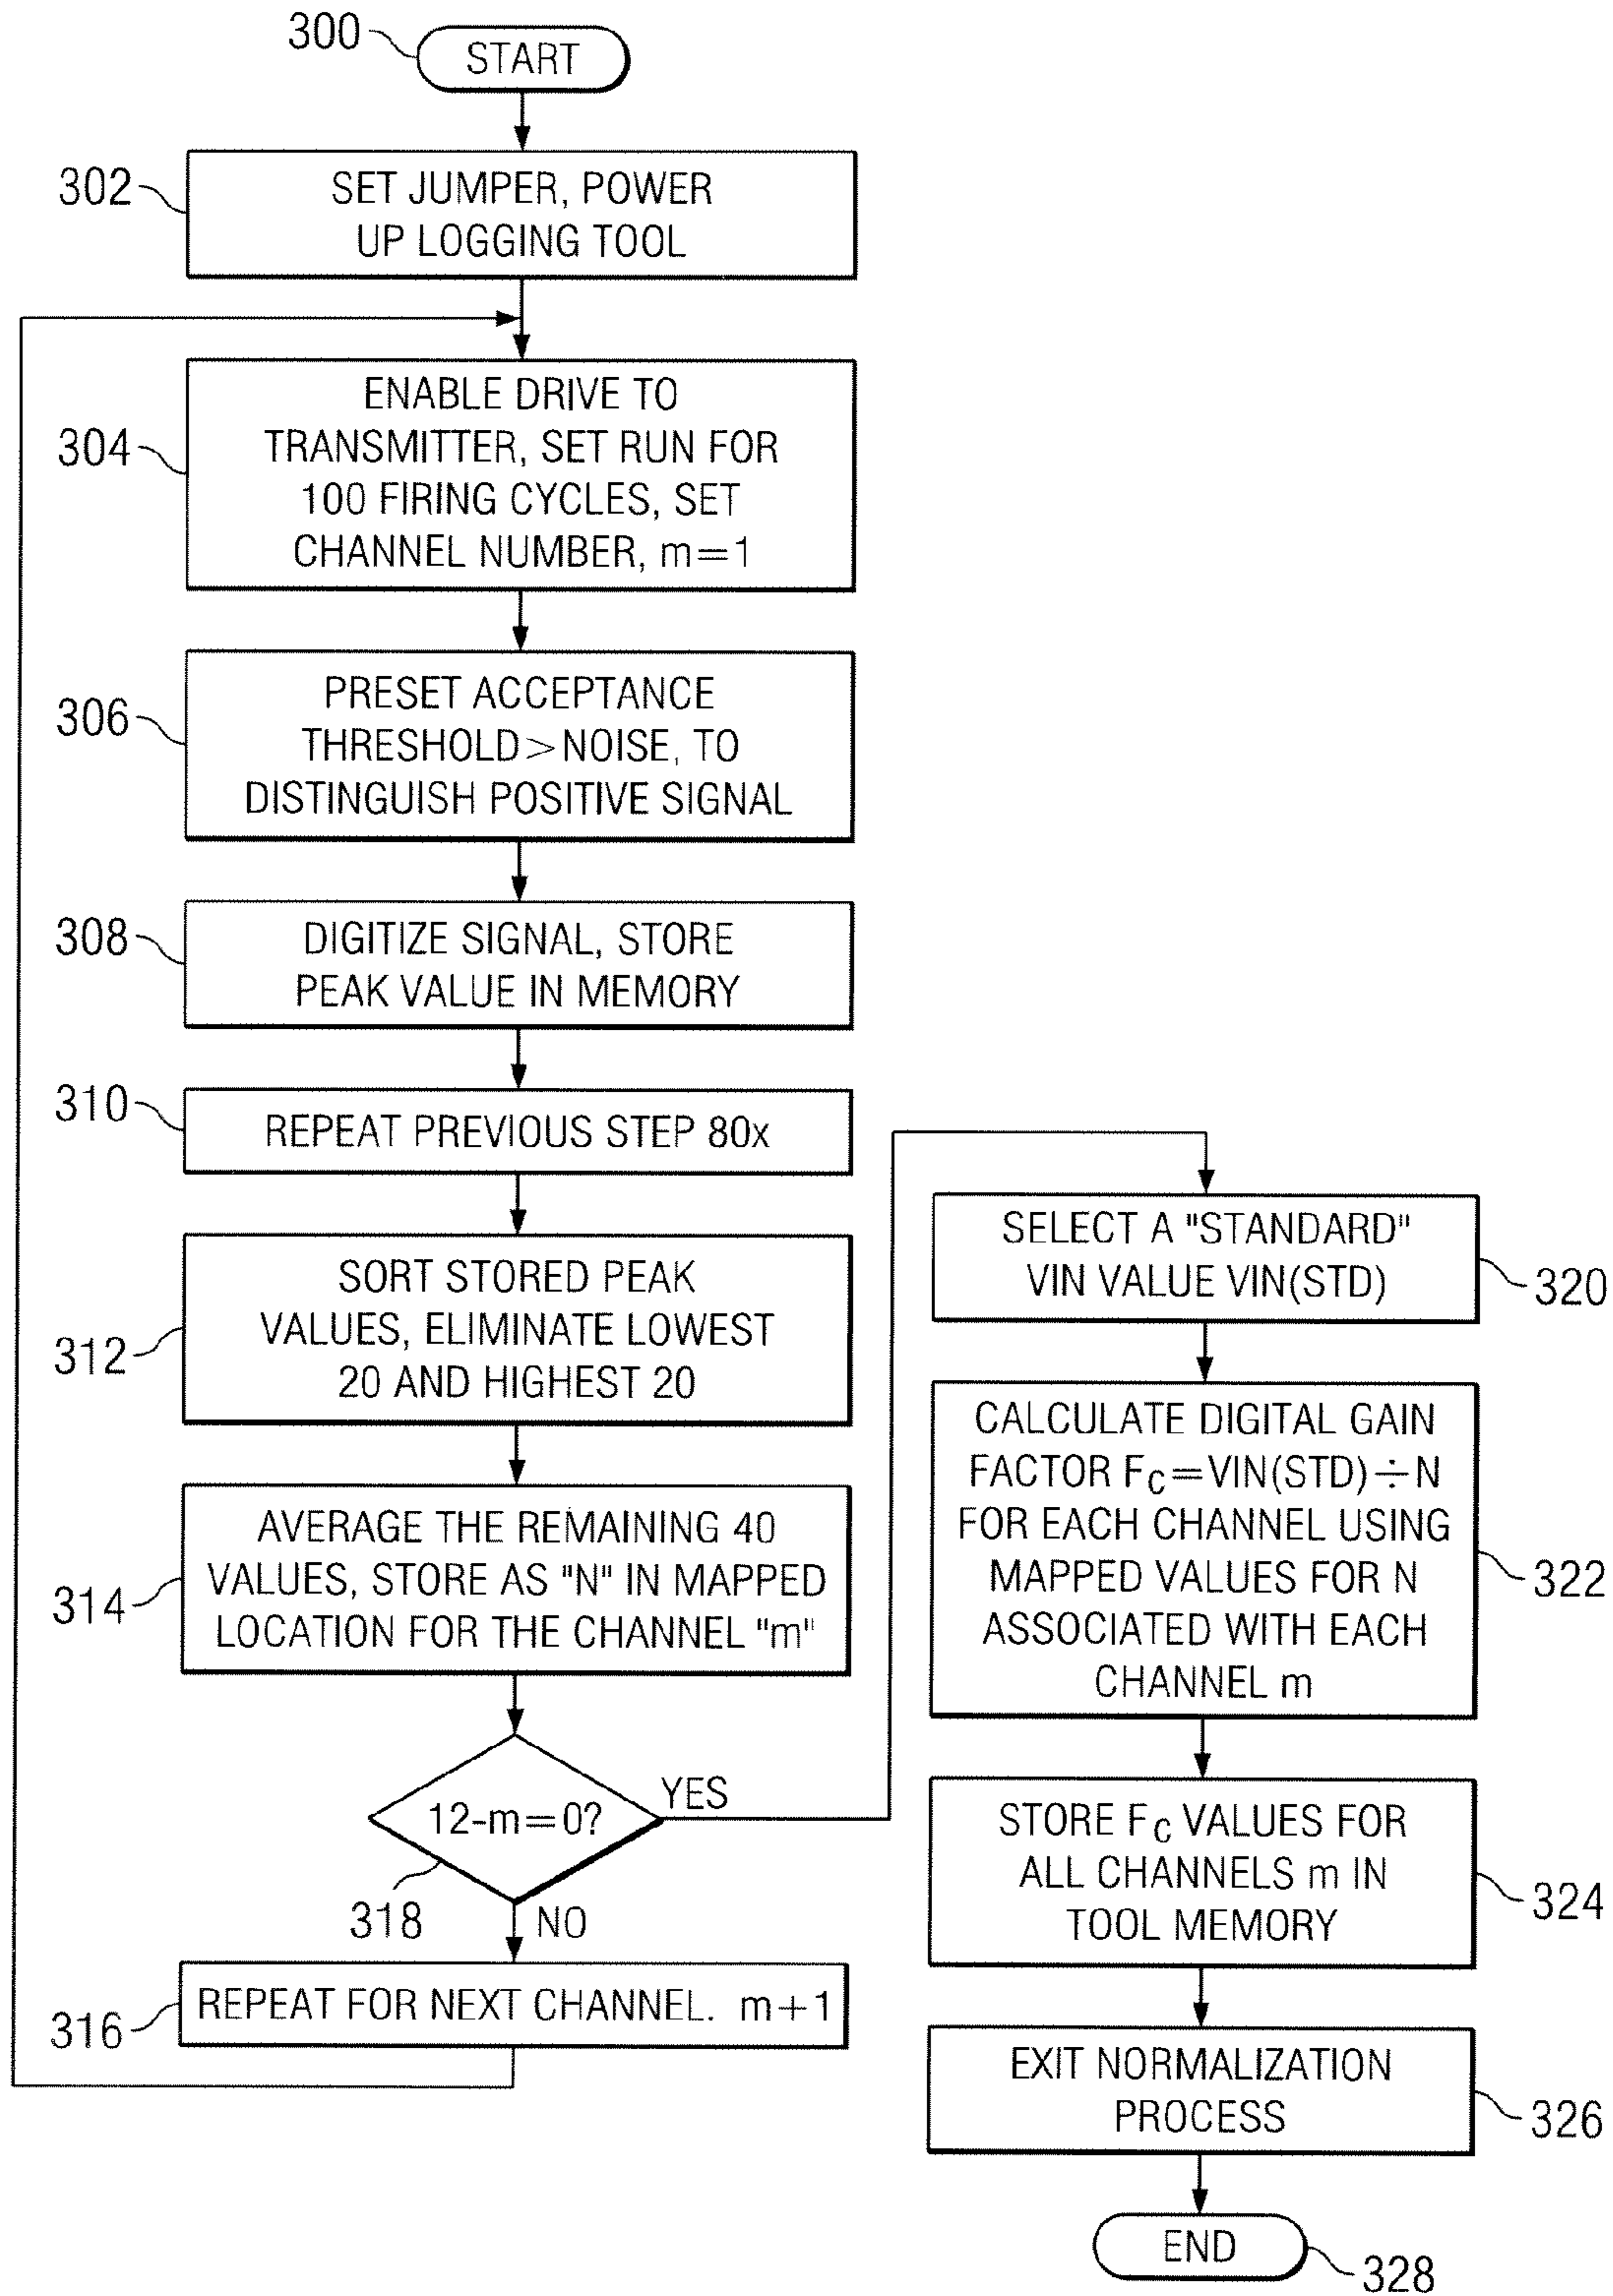 300
START
302
SET JUMPER, POWER
UP LOGGING TOOL
304
ENABLE DRIVE TO
TRANSMITTER, SET RUN FOR
100 FIRING CYCLES, SET
CHANNEL NUMBER, m=1
306
PRESET ACCEPTANCE
THRESHOLD>NOISE, TO
DISTINGUISH POSITIVE SIGNAL
308
DIGITIZE SIGNAL, STORE
PEAK VALUE IN MEMORY
310
REPEAT PREVIOUS STEP 80x
312
SORT STORED PEAK
VALUES, ELIMINATE LOWEST
20 AND HIGHEST 20
314
AVERAGE THE REMAINING 40
VALUES, STORE AS "N" IN MAPPED
LOCATION FOR THE CHANNEL "m"
12-m=0?
YES
318
NO
316
REPEAT FOR NEXT CHANNEL. m+1
SELECT A "STANDARD"
VIN VALUE VIN(STD)
320
CALCULATE DIGITAL GAIN
FACTOR FC=VIN(STD)÷N
FOR EACH CHANNEL USING
MAPPED VALUES FOR N
ASSOCIATED WITH EACH
CHANNEL m
322
STORE FC VALUES FOR
ALL CHANNELS m IN
TOOL MEMORY
324
EXIT NORMALIZATION
PROCESS
326
END
328